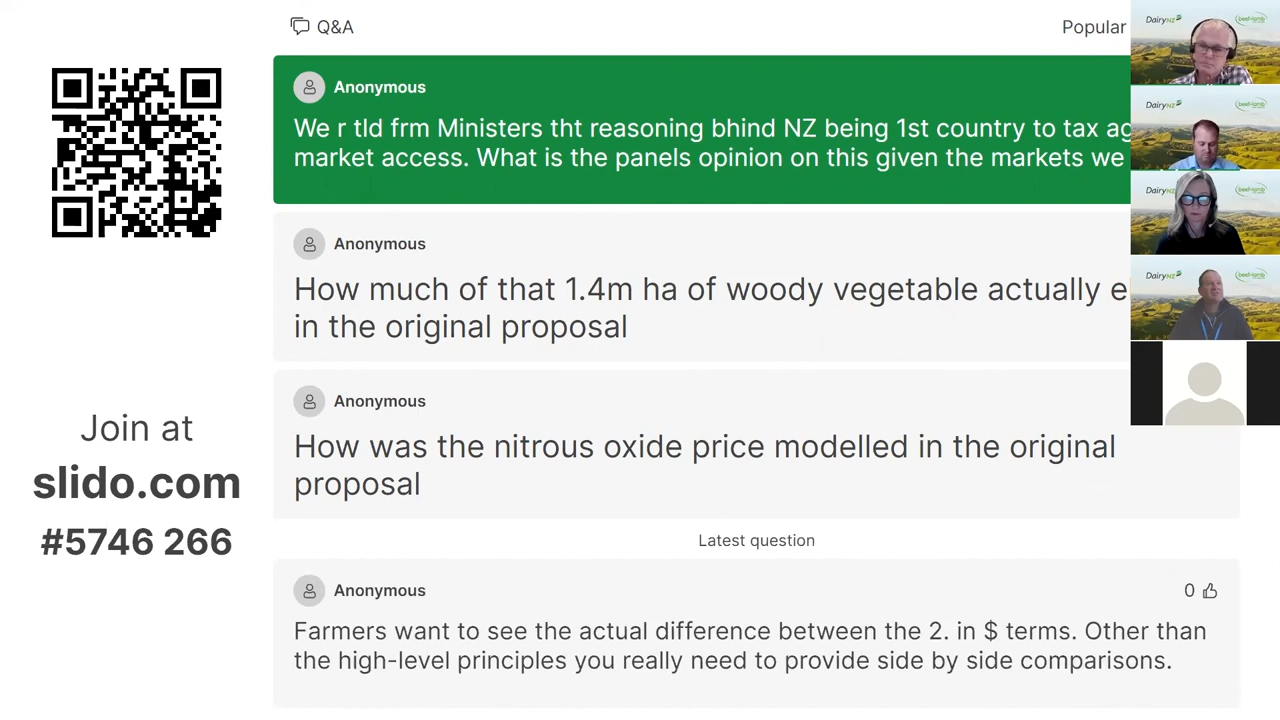 Q&A
Popular
DairyNZ
Anonymous
We r tld frm Ministers tht reasoning bhind NZ being 1st country to tax ag
market access. What is the panels opinion on this given the markets we
DairyNZ
DairyNZ
Anonymous
How much of that 1.4m ha of woody vegetable actually e
in the original proposal
DairyNZ
Anonymous
How was the nitrous oxide price modelled in the original
proposal
Join at
slido.com
#5746 266
Latest question
Anonymous
0
Farmers want to see the actual difference between the 2. in $ terms. Other than
the high-level principles you really need to provide side by side comparisons.